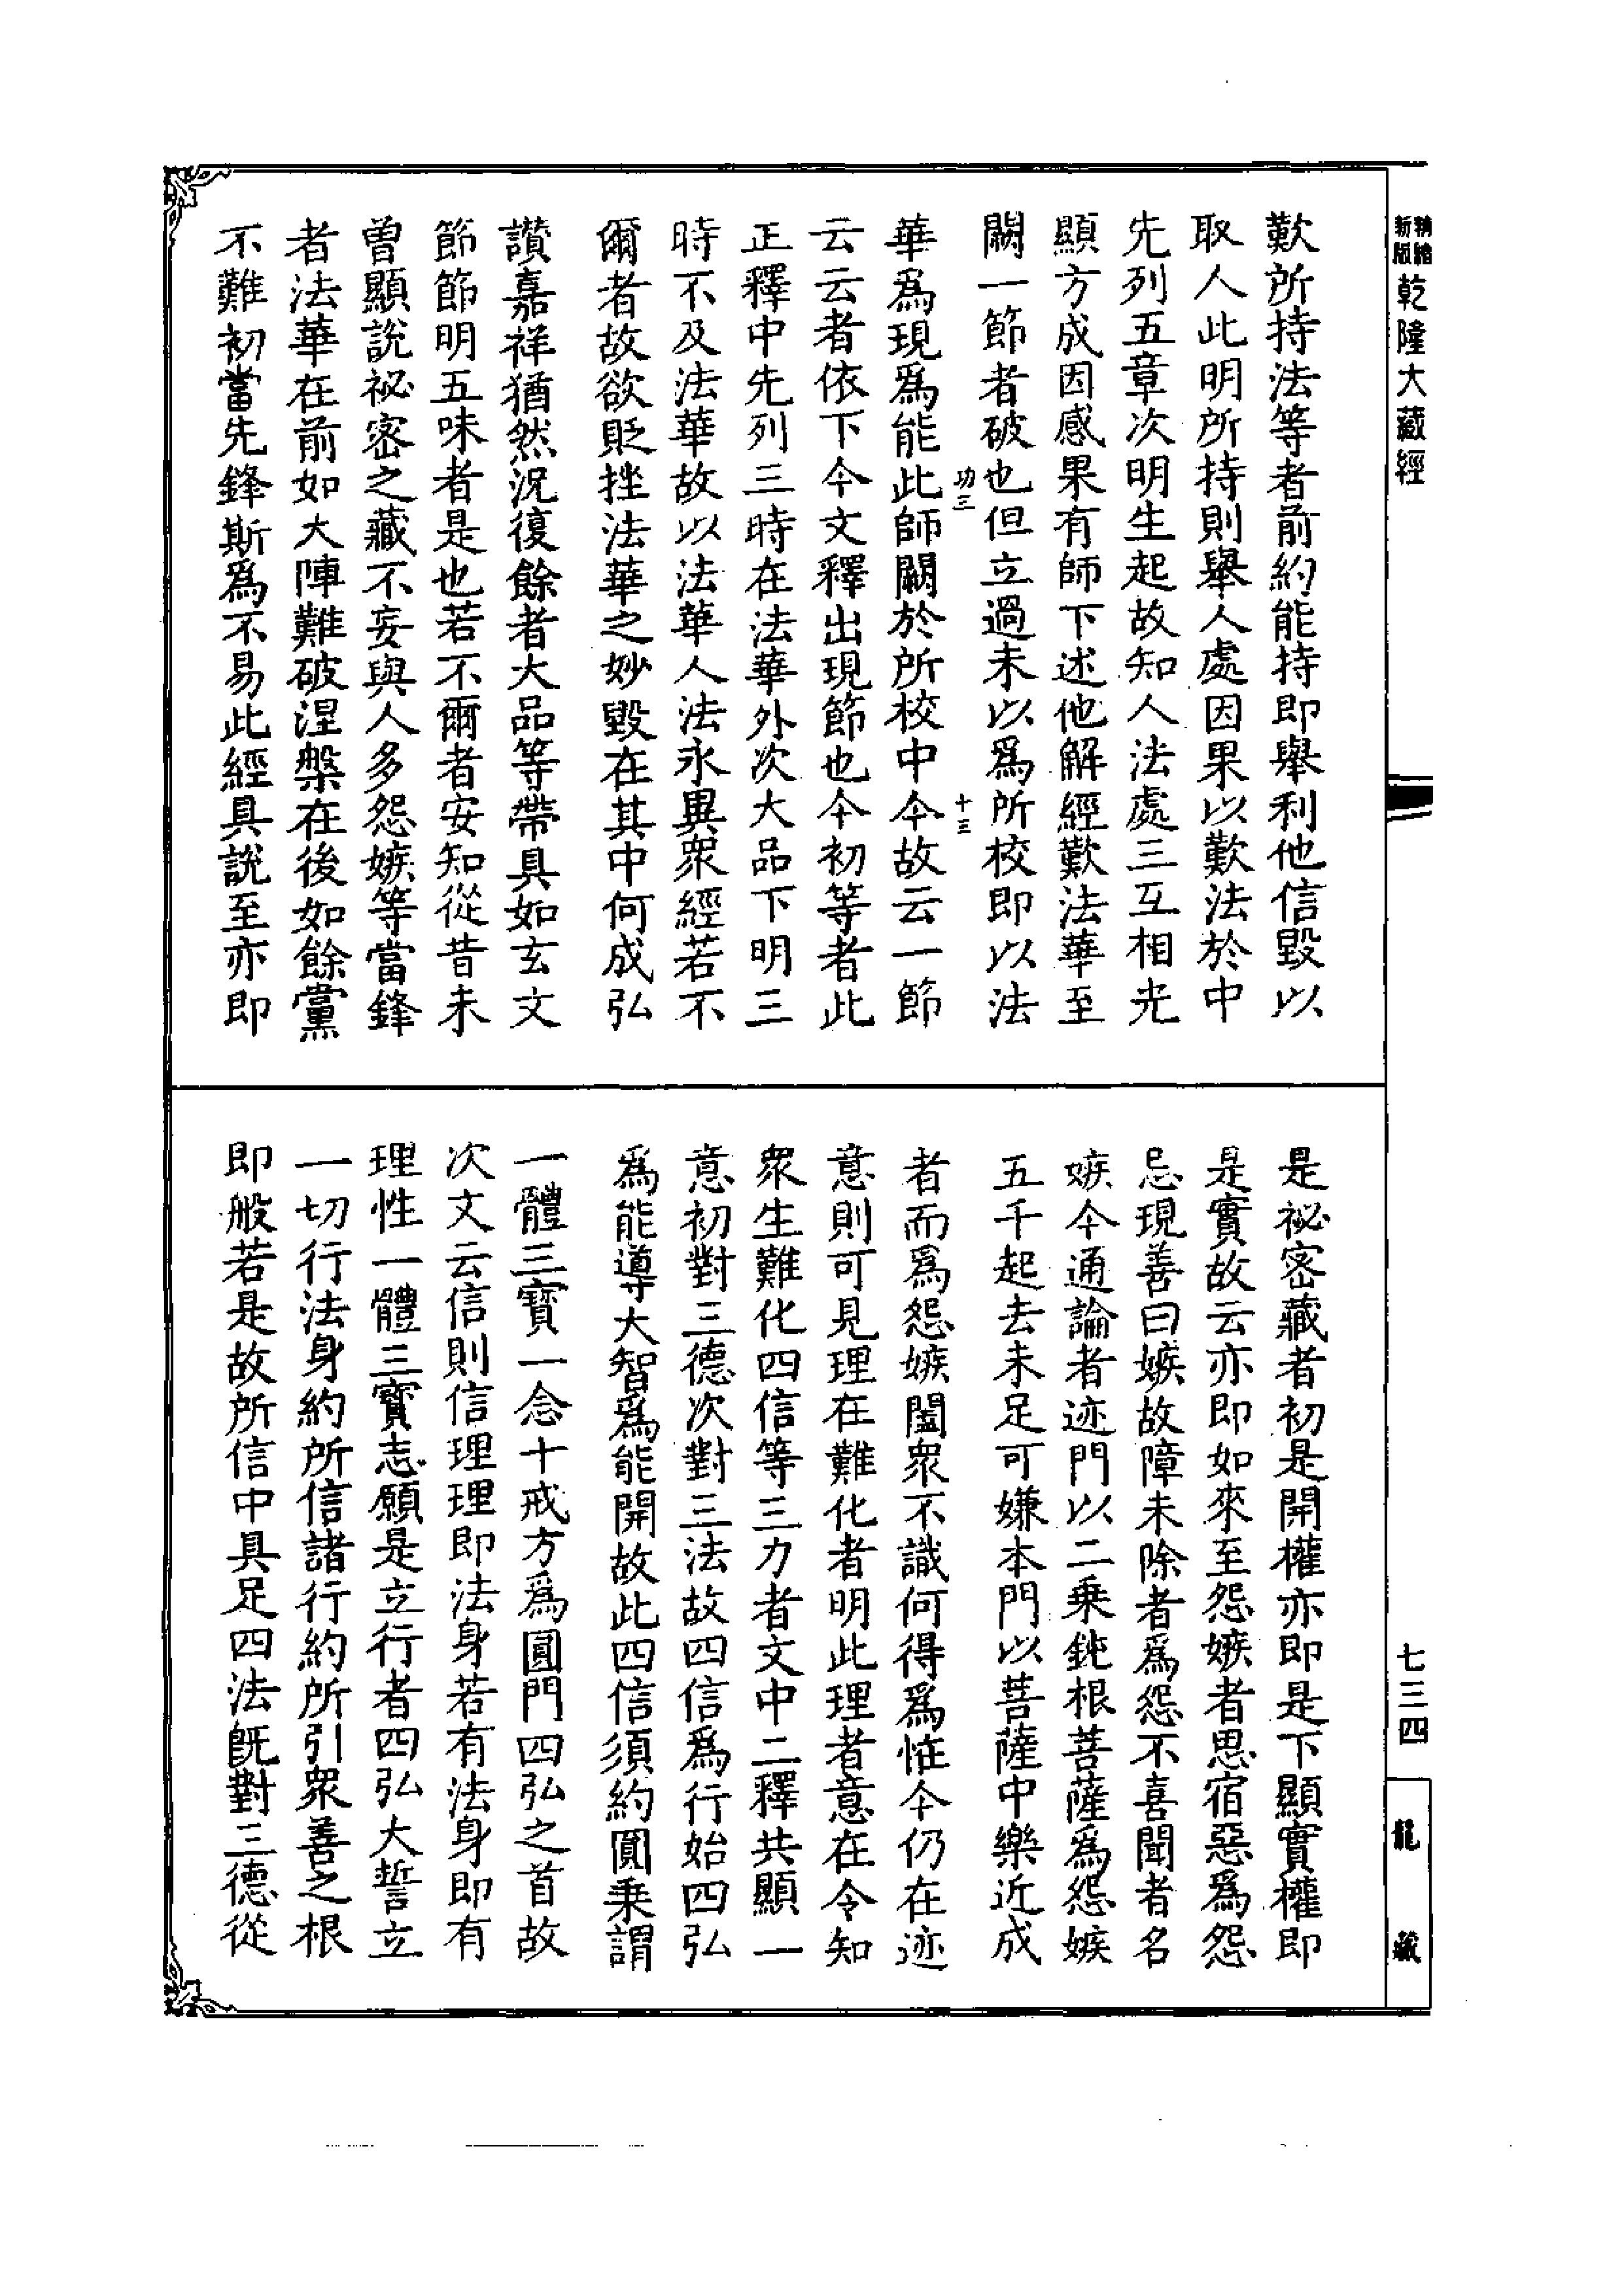 新版
精縮
乾隆大藏經
歎所持法等者前約能持即舉利他信毀以
取人此明所持則舉人處因果以歎法於中
先列五章次明生起故知人法處三互相光
顯方成因感果有師下述他解經歎法華至
闕一節者破也但立過未以為所校即以法
功三
十三
華為現為能此師闕於所校中今故云一節
云云者依下今文釋出現節也今初等者此
正釋中先列三時在法華外次大品下明三
時不及法華故以法華人法永異眾經若不
爾者故欲貶挫法華之妙毀在其中何成弘
讚嘉祥猶然況復餘者大品等帶具如玄文
節節明五味者是也若不爾者安知從昔未
曾顯說祕密之藏不妄與人多怨嫉等當鋒
者法華在前如大陣難破涅槃在後如餘黨
不難初當先鋒斯為不易此經具說至亦即
是祕密藏者初是開權亦即是下顯實權即
是實故云亦即如來至怨嫉者思宿惡為怨
忌現善曰嫉故障未除者為怨不喜聞者名
嫉今通論者迹門以二乘鈍根菩薩為怨嫉
五千起去未足可嫌本門以菩薩中樂近成
者而為怨嫉闔眾不識何得為怪今仍在迹
意則可見理在難化者明此理者意在令知
眾生難化四信等三力者文中二釋共顯一
意初對三德次對三法故四信為行始四弘
為能導大智為能開故此四信須約圓乘謂
一體三寶一念十戒方為圓門四弘之首故
次文云信則信理理即法身若有法身即有
理性一體三寶志願是立行者四弘大誓立
一切行法身約所信諸行約所引眾善之根
即般若是故所信中具足四法既對三德從
七三四
龍藏